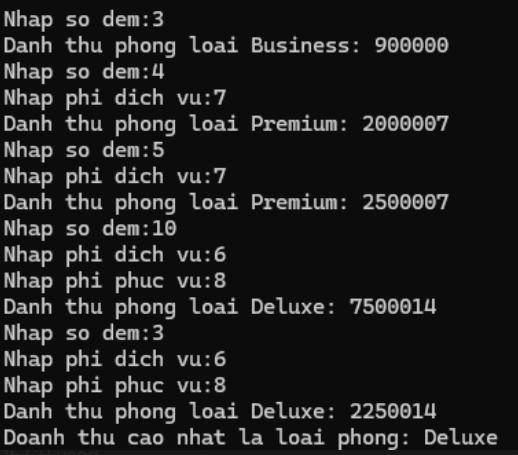 Nhap so dem:3
Danh thu phong loai Business: 900000
Nhap so dem:4
Nhap phi dich vu:7
Danh thu phong loai Premium: 2000007
Nhap so dem:5
Nhap phi dich vu:7
Danh thu phong loai Premium: 2500007
Nhap so dem:10
Nhap phi dich vu:6
Nhap phi phuc vu:8
Danh thu phong loai Deluxe: 7500014
Nhap so dem:3
Nhap phi dich vu:6
Nhap phi phuc vu:8
Danh thu phong loai Deluxe: 2250014
Doanh thu cao nhat la loai phong: Deluxe